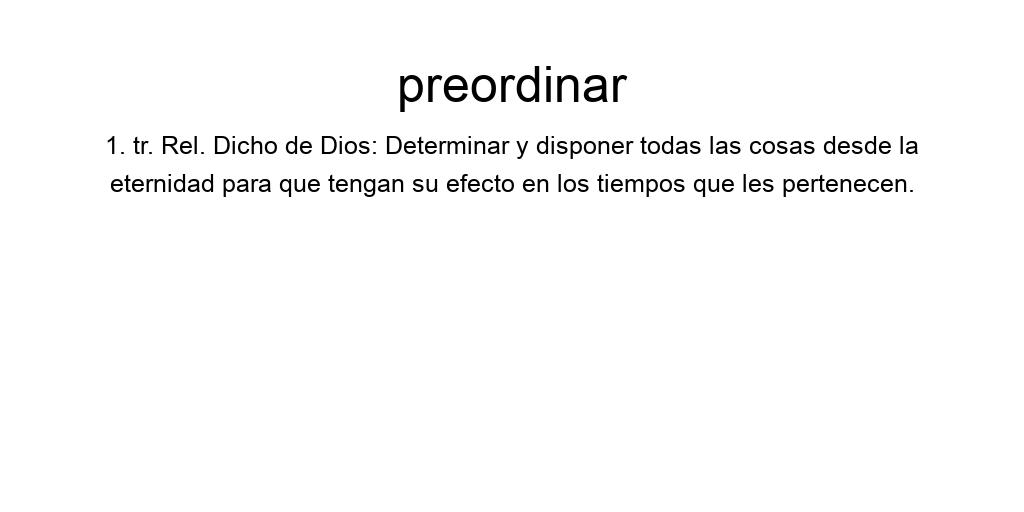 preordinar
1. tr. Rel. Dicho de Dios: Determinar y disponer todas las cosas desde la
eternidad para que tengan su efecto en los tiempos que les pertenecen.